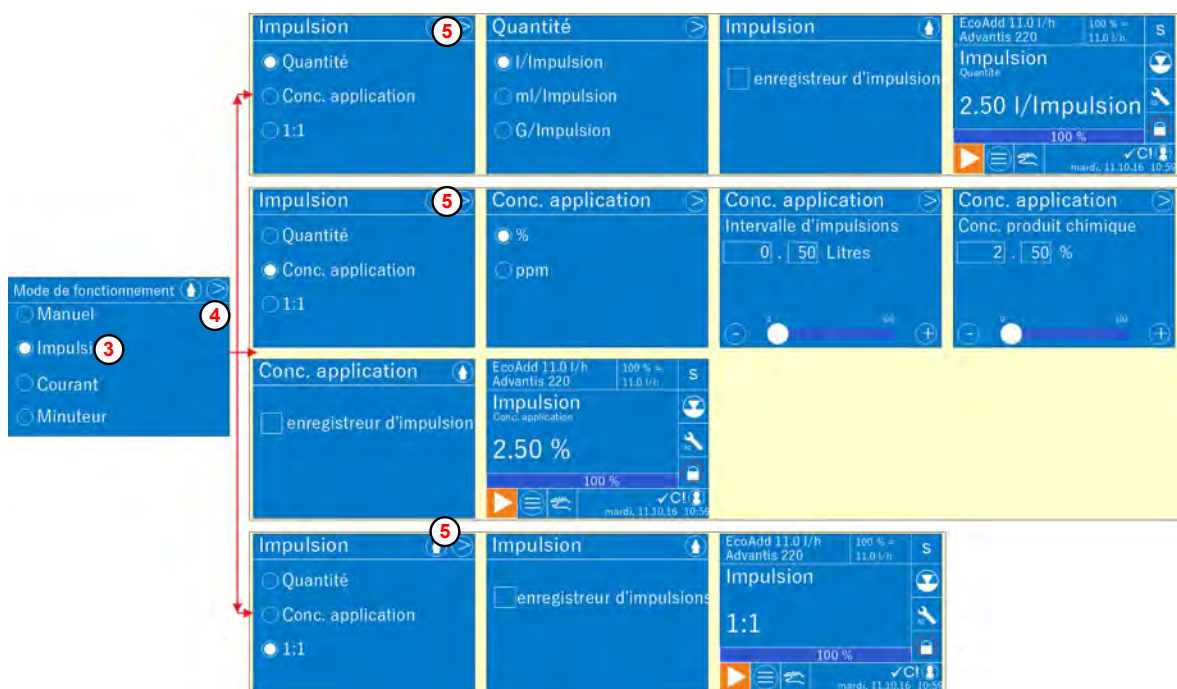 Impulsion
5
Quantité
Conc. application
1:1
Quantité
l/Impulsion
ml/Impulsion
G/Impulsion
Impulsion
enregistreur d'impulsion
EcoAdd 11.0 l/h
Advantis 220
100 % =
11.0 l/h
S
Impulsion
Quantité
2.50 l/Impulsion
100 %
C!
mardi, 11.10.16 10:59
Impulsion
5
Quantité
Conc. application
1:1
Conc. application
%
ppm
Conc. application
Intervalle d'impulsions
0 . 50 Litres
0
Conc. application
Conc. produit chimique
2 . 50 %
Mode de fonctionnement
4
Manuel
Impulsi
3
Courant
Minuteur
Conc. application
enregistreur d'impulsion
EcoAdd 11.0 l/h
Advantis 220
100 % =
11.0 l/h
S
Impulsion
Conc. application
2.50 %
100 %
C!
mardi, 11.10.16 10:59
Impulsion
5
Quantité
Conc. application
1:1
Impulsion
enregistreur d'impulsions
EcoAdd 11.0 l/h
Advantis 220
100 % =
11.0 l/h
S
Impulsion
1:1
100 %
C!
mardi, 11.10.16 10:59